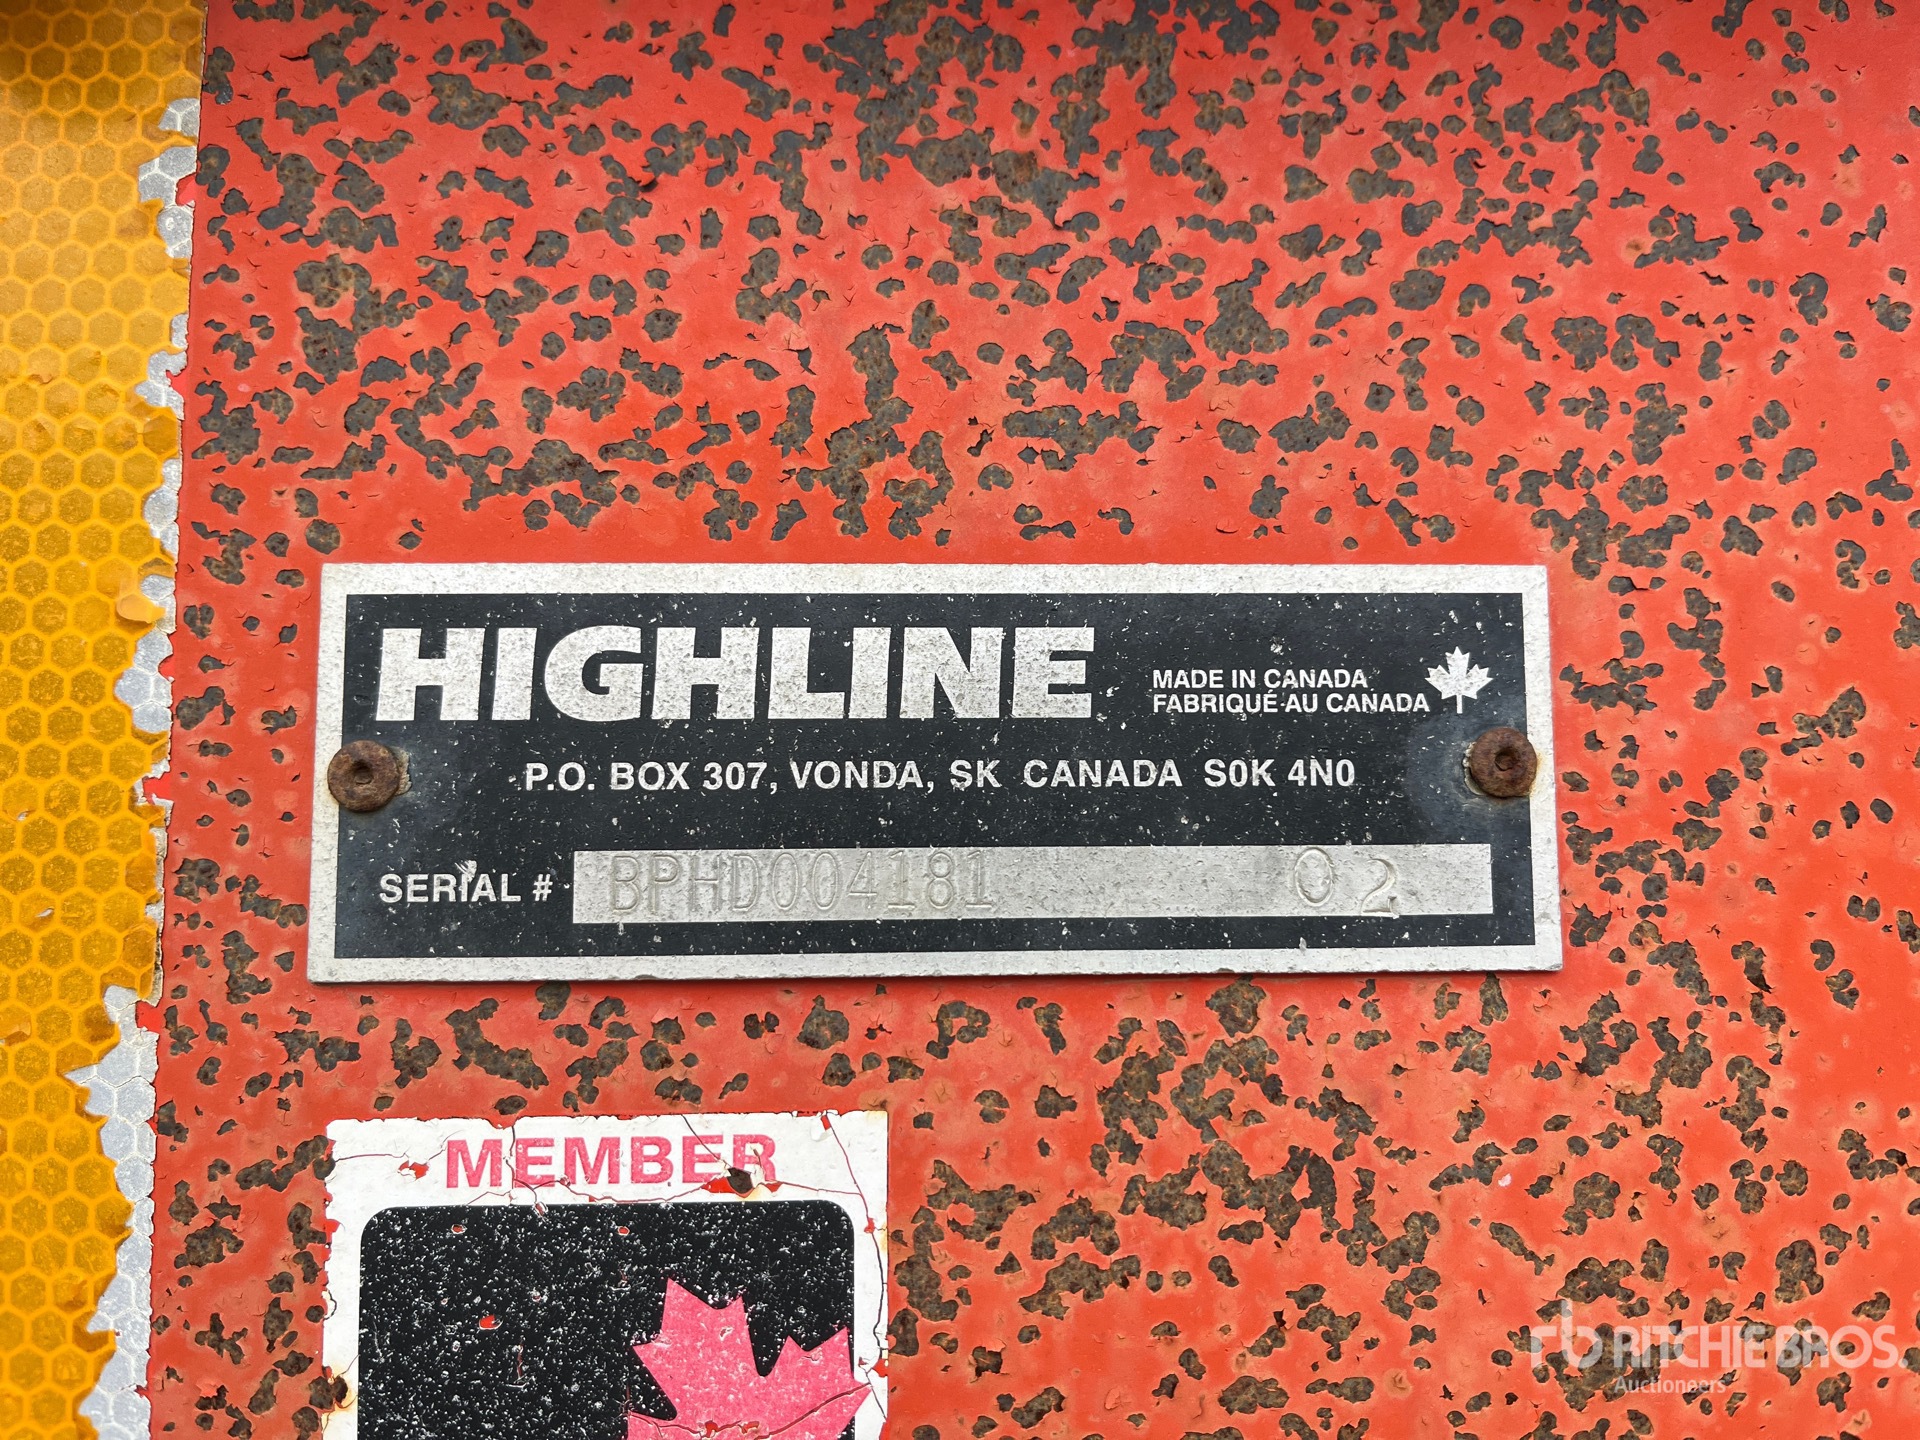 HIGHLINE
MADE IN CANADA
FABRIQUÉ AU CANADA
P.O. BOX 307, VONDA, SK CANADA S0K 4N0
SERIAL # BPHD004181 02
MEMBER
rb RITCHIE BROS.
Auctioneers